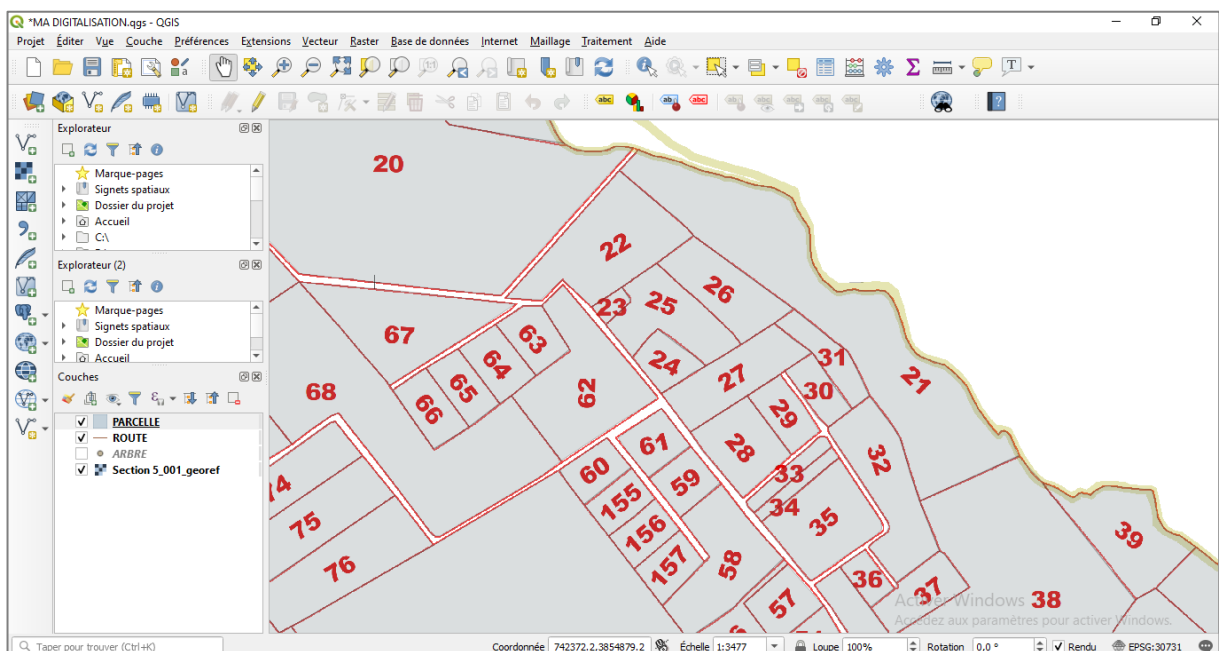 *MA DIGITALISATION.qgs - QGIS
Projet Éditer Vue Couche Préférences Extensions Vecteur Raster Base de données Internet Maillage Traitement Aide
Explorateur
Marque-pages
Signets spatiaux
Dossier du projet
Accueil
C:\
Explorateur (2)
Marque-pages
Signets spatiaux
Dossier du projet
Accueil
Couches
PARCELLE
ROUTE
ARBRE
Section 5_001_georef
20
22
26
25
23
24
67
63
64
65
66
68
62
27
31
30
21
29
28
61
60
59
155
156
157
58
32
33
34
35
74
75
76
36
37
57
38
39
Activer Windows
Accédez aux paramètres pour activer Windows.
Taper pour trouver (Ctrl+K)
Coordonnée 742372.2,3854879.2 Échelle 1:3477 Loupe 100% Rotation 0,0 ° Rendu EPSG:30731